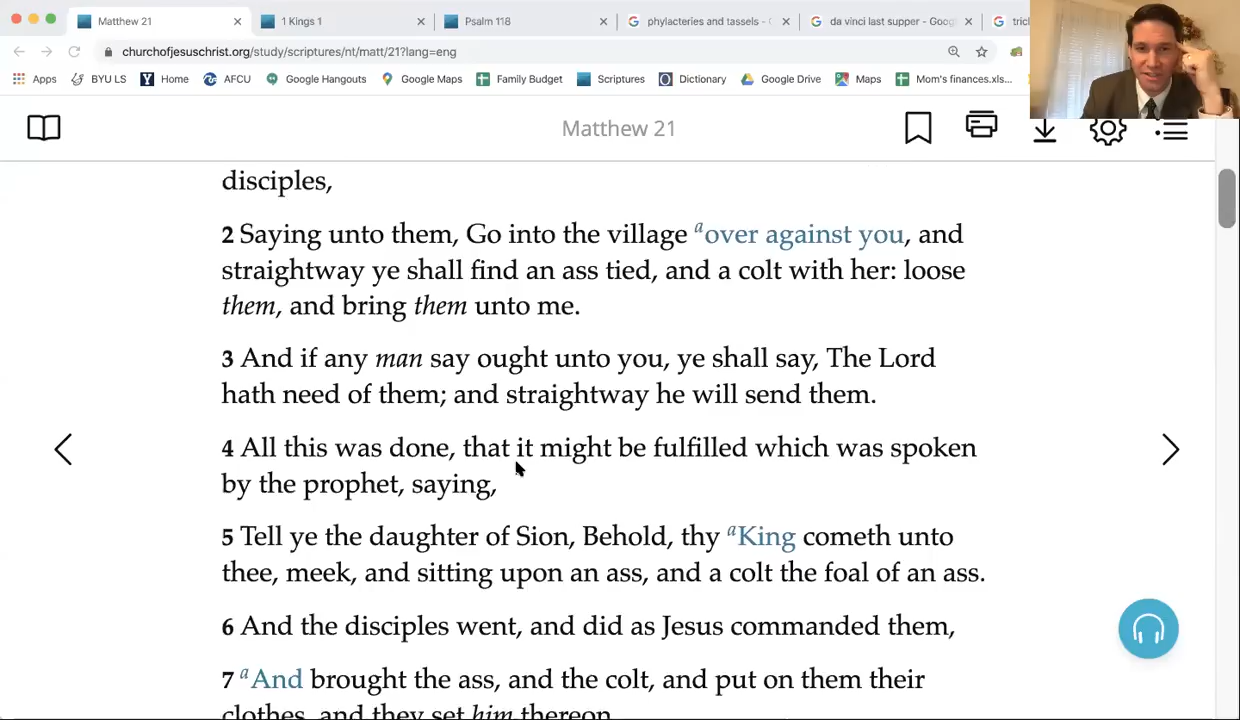 Matthew 21
1 Kings 1
Psalm 118
phylacteries and tassels -
da vinci last supper - Goog
churchofjesuschrist.org/study/scriptures/nt/matt/21?lang=eng
Apps BYU LS Home AFCU Google Hangouts Google Maps Family Budget Scriptures Dictionary Google Drive Maps Mom's finances.xls...
Matthew 21
disciples,
2 Saying unto them, Go into the village a over against you, and
straightway ye shall find an ass tied, and a colt with her: loose
them, and bring them unto me.
3 And if any man say ought unto you, ye shall say, The Lord
hath need of them; and straightway he will send them.
4 All this was done, that it might be fulfilled which was spoken
by the prophet, saying,
5 Tell ye the daughter of Sion, Behold, thy a King cometh unto
thee, meek, and sitting upon an ass, and a colt the foal of an ass.
6 And the disciples went, and did as Jesus commanded them,
7 a And brought the ass, and the colt, and put on them their
clothes, and they set him thereon.